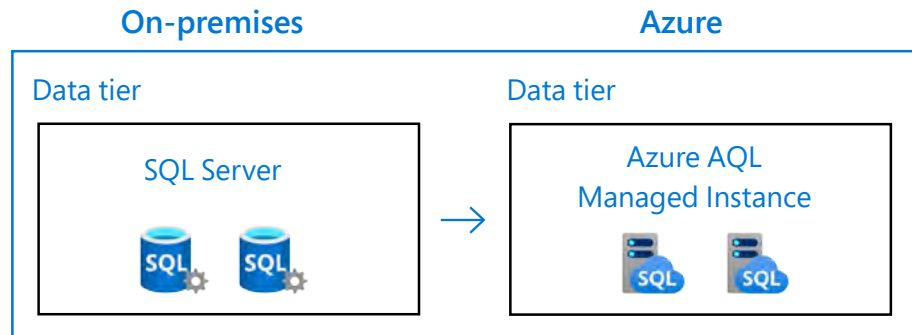 On-premises
Azure
Data tier
Data tier
SQL Server
Azure AQL
Managed Instance
SQL
SQL
SQL
SQL